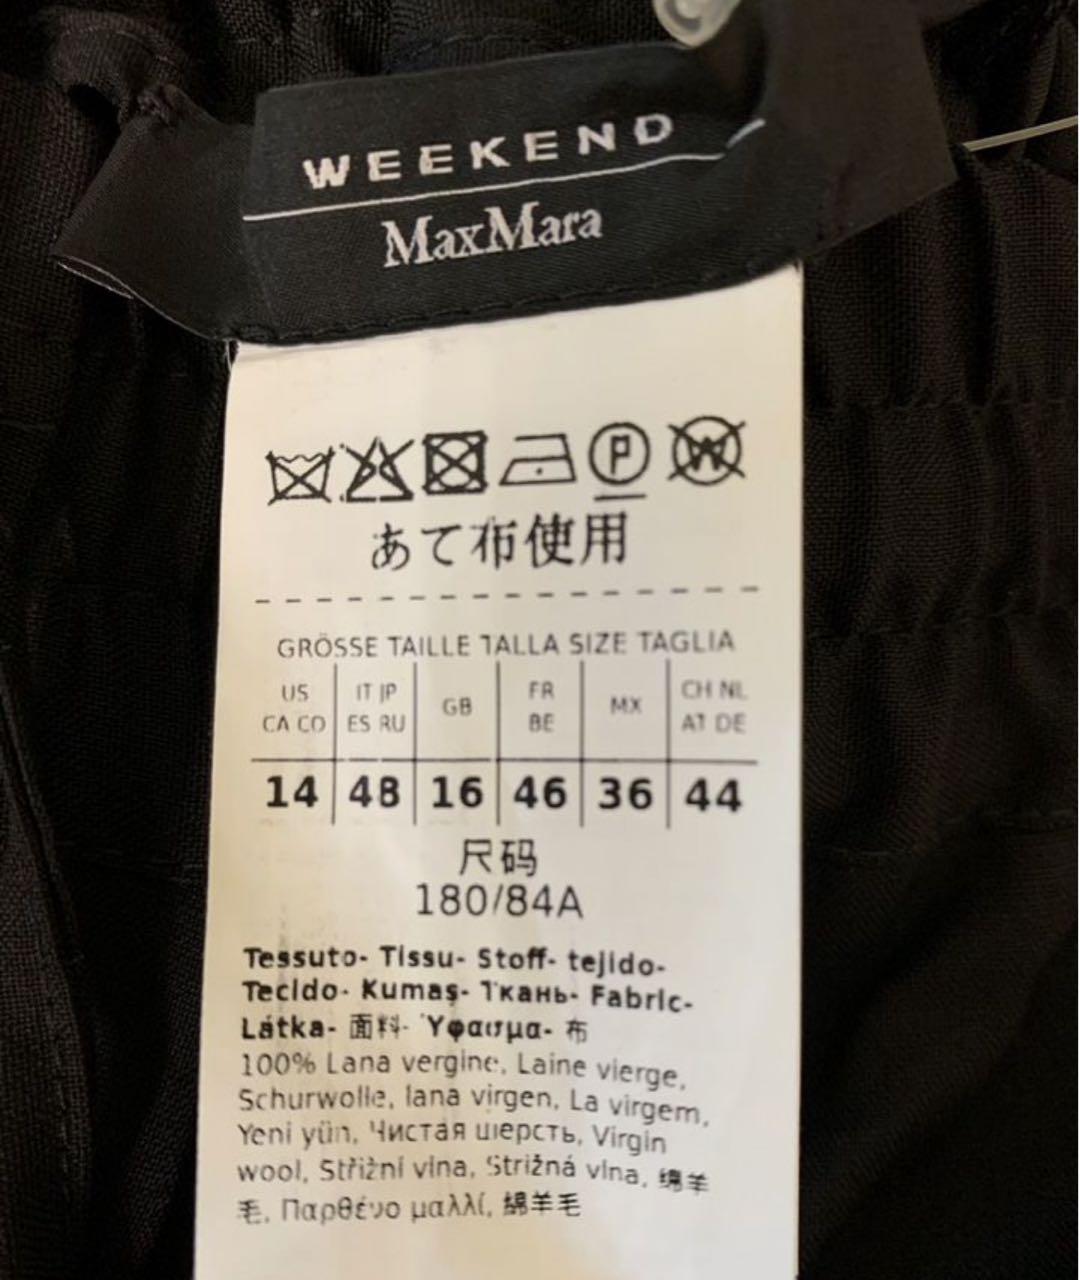 WEEKEND
MaxMara
P W
あて布使用
GRÖSSE TAILLE TALLA SIZE TAGLIA
US IT JP GB FR MX CH NL
CA CO ES RU BE AT DE
14 48 16 46 36 44
尺码
180/84A
Tessuto- Tissu- Stoff- tejido-
Tecido- Kumaş- Ткань- Fabric-
Látka- 面料- Ύφασμα- 布
100% Lana vergine, Laine vierge,
Schurwolle, lana virgen, La virgem,
Yeni yün, Чистая шерсть, Virgin
wool, Střižní vlna, Strižná vlna, 绵羊
毛, Παρθένο μαλλί, 綿羊毛